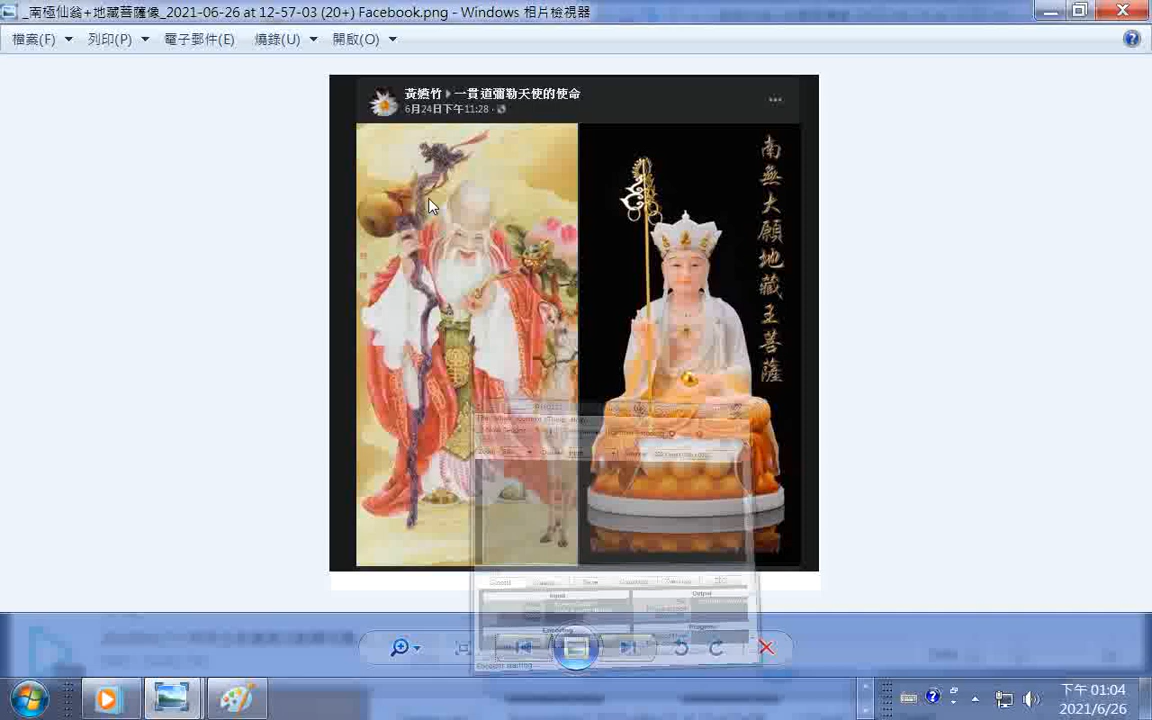 _南極仙翁+地藏菩薩像_2021-06-26 at 12-57-03 (20+) Facebook.png - Windows 相片檢視器
檔案(F) 列印(P) 電子郵件(E) 燒錄(U) 開啟(O)
一貫道彌勒天使的使命
6月24日下午11:28
南無大願地藏王菩薩
Input
Output
下午 01:04
2021/6/26